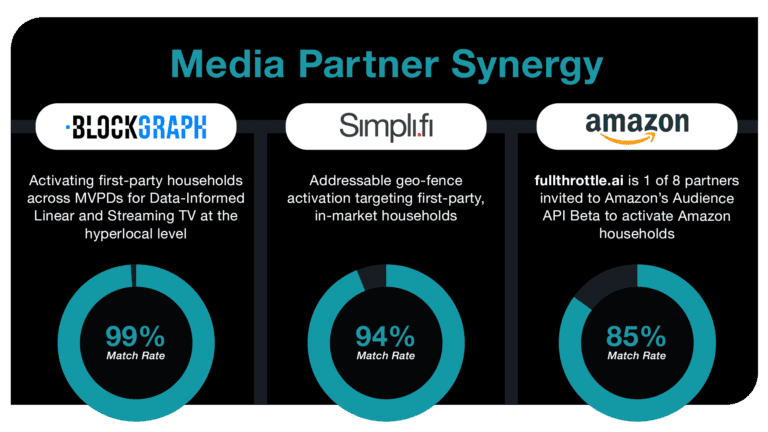 Media Partner Synergy
BLOCKGRAPH
Activating first-party households
across MVPDs for Data-Informed
Linear and Streaming TV at the
hyperlocal level
99%
Match Rate
Simpli.fi
Addressable geo-fence
activation targeting first-party,
in-market households
94%
Match Rate
amazon
fullthrottle.ai is 1 of 8 partners
invited to Amazon's Audience
API Beta to activate Amazon
households
85%
Match Rate